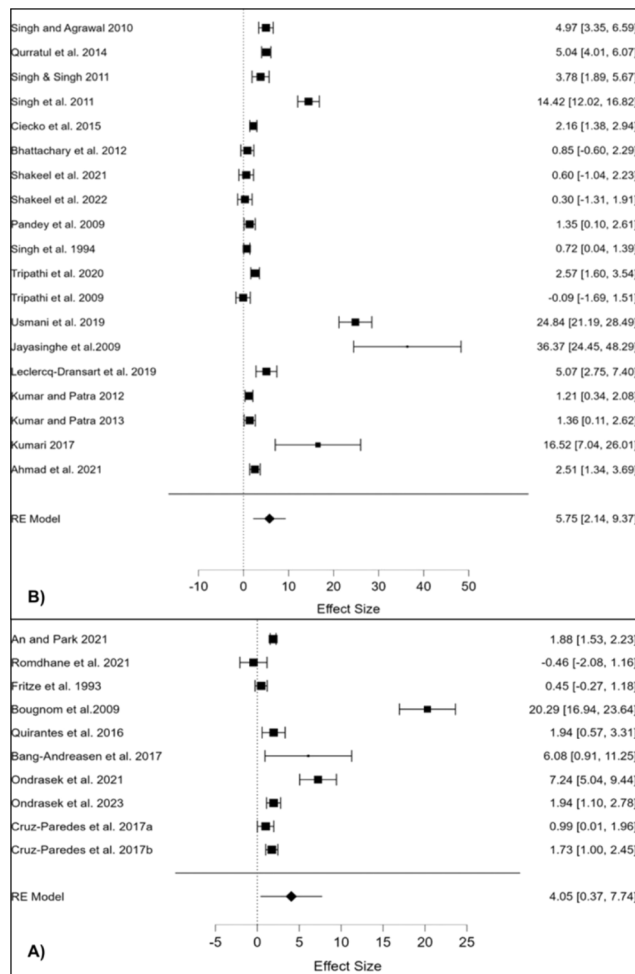 Singh and Agrawal 2010 4.97 [3.35, 6.59]
Qurratul et al. 2014 5.04 [4.01, 6.07]
Singh & Singh 2011 3.78 [1.89, 5.67]
Singh et al. 2011 14.42 [12.02, 16.82]
Ciecko et al. 2015 2.16 [1.38, 2.94]
Bhattachary et al. 2012 0.85 [-0.60, 2.29]
Shakeel et al. 2021 0.60 [-1.04, 2.23]
Shakeel et al. 2022 0.30 [-1.31, 1.91]
Pandey et al. 2009 1.35 [0.10, 2.61]
Singh et al. 1994 0.72 [0.04, 1.39]
Tripathi et al. 2020 2.57 [1.60, 3.54]
Tripathi et al. 2009 -0.09 [-1.69, 1.51]
Usmani et al. 2019 24.84 [21.19, 28.49]
Jayasinghe et al.2009 36.37 [24.45, 48.29]
Leclercq-Dransart et al. 2019 5.07 [2.75, 7.40]
Kumar and Patra 2012 1.21 [0.34, 2.08]
Kumar and Patra 2013 1.36 [0.11, 2.62]
Kumari 2017 16.52 [7.04, 26.01]
Ahmad et al. 2021 2.51 [1.34, 3.69]
RE Model 5.75 [2.14, 9.37]
-10 0 10 20 30 40 50
B) Effect Size
An and Park 2021 1.88 [1.53, 2.23]
Romdhane et al. 2021 -0.46 [-2.08, 1.16]
Fritze et al. 1993 0.45 [-0.27, 1.18]
Bougnom et al.2009 20.29 [16.94, 23.64]
Quirantes et al. 2016 1.94 [0.57, 3.31]
Bang-Andreasen et al. 2017 6.08 [0.91, 11.25]
Ondrasek et al. 2021 7.24 [5.04, 9.44]
Ondrasek et al. 2023 1.94 [1.10, 2.78]
Cruz-Paredes et al. 2017a 0.99 [0.01, 1.96]
Cruz-Paredes et al. 2017b 1.73 [1.00, 2.45]
RE Model 4.05 [0.37, 7.74]
-5 0 5 10 15 20 25
A) Effect Size